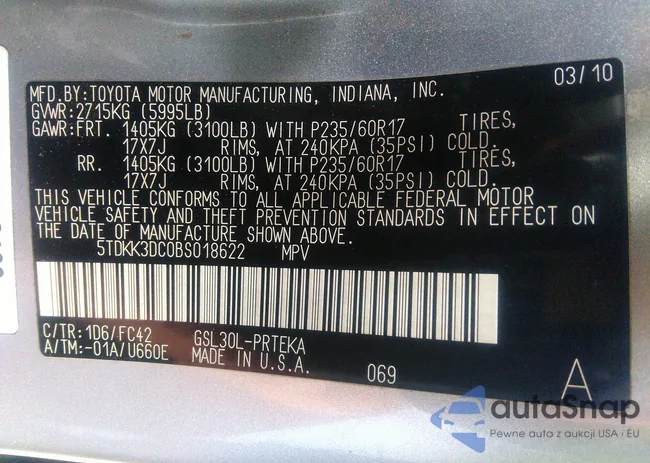 03/10
MFD.BY:TOYOTA MOTOR MANUFACTURING, INDIANA, INC.
GVWR:2715KG (5995LB)
GAWR:FRT. 1405KG (3100LB) WITH P235/60R17 TIRES,
17X7J RIMS, AT 240KPA (35PSI) COLD.
RR. 1405KG (3100LB) WITH P235/60R17 TIRES,
17X7J RIMS, AT 240KPA (35PSI) COLD.
THIS VEHICLE CONFORMS TO ALL APPLICABLE FEDERAL MOTOR
VEHICLE SAFETY AND THEFT PREVENTION STANDARDS IN EFFECT ON
THE DATE OF MANUFACTURE SHOWN ABOVE.
5TDKK3DC0BS018622 MPV
C/TR:1D6/FC42 GSL30L-PRTEKA
A/TM:-01A/U660E MADE IN U.S.A.
069 A
autaSnap
Pewne auta z aukcji USA · EU